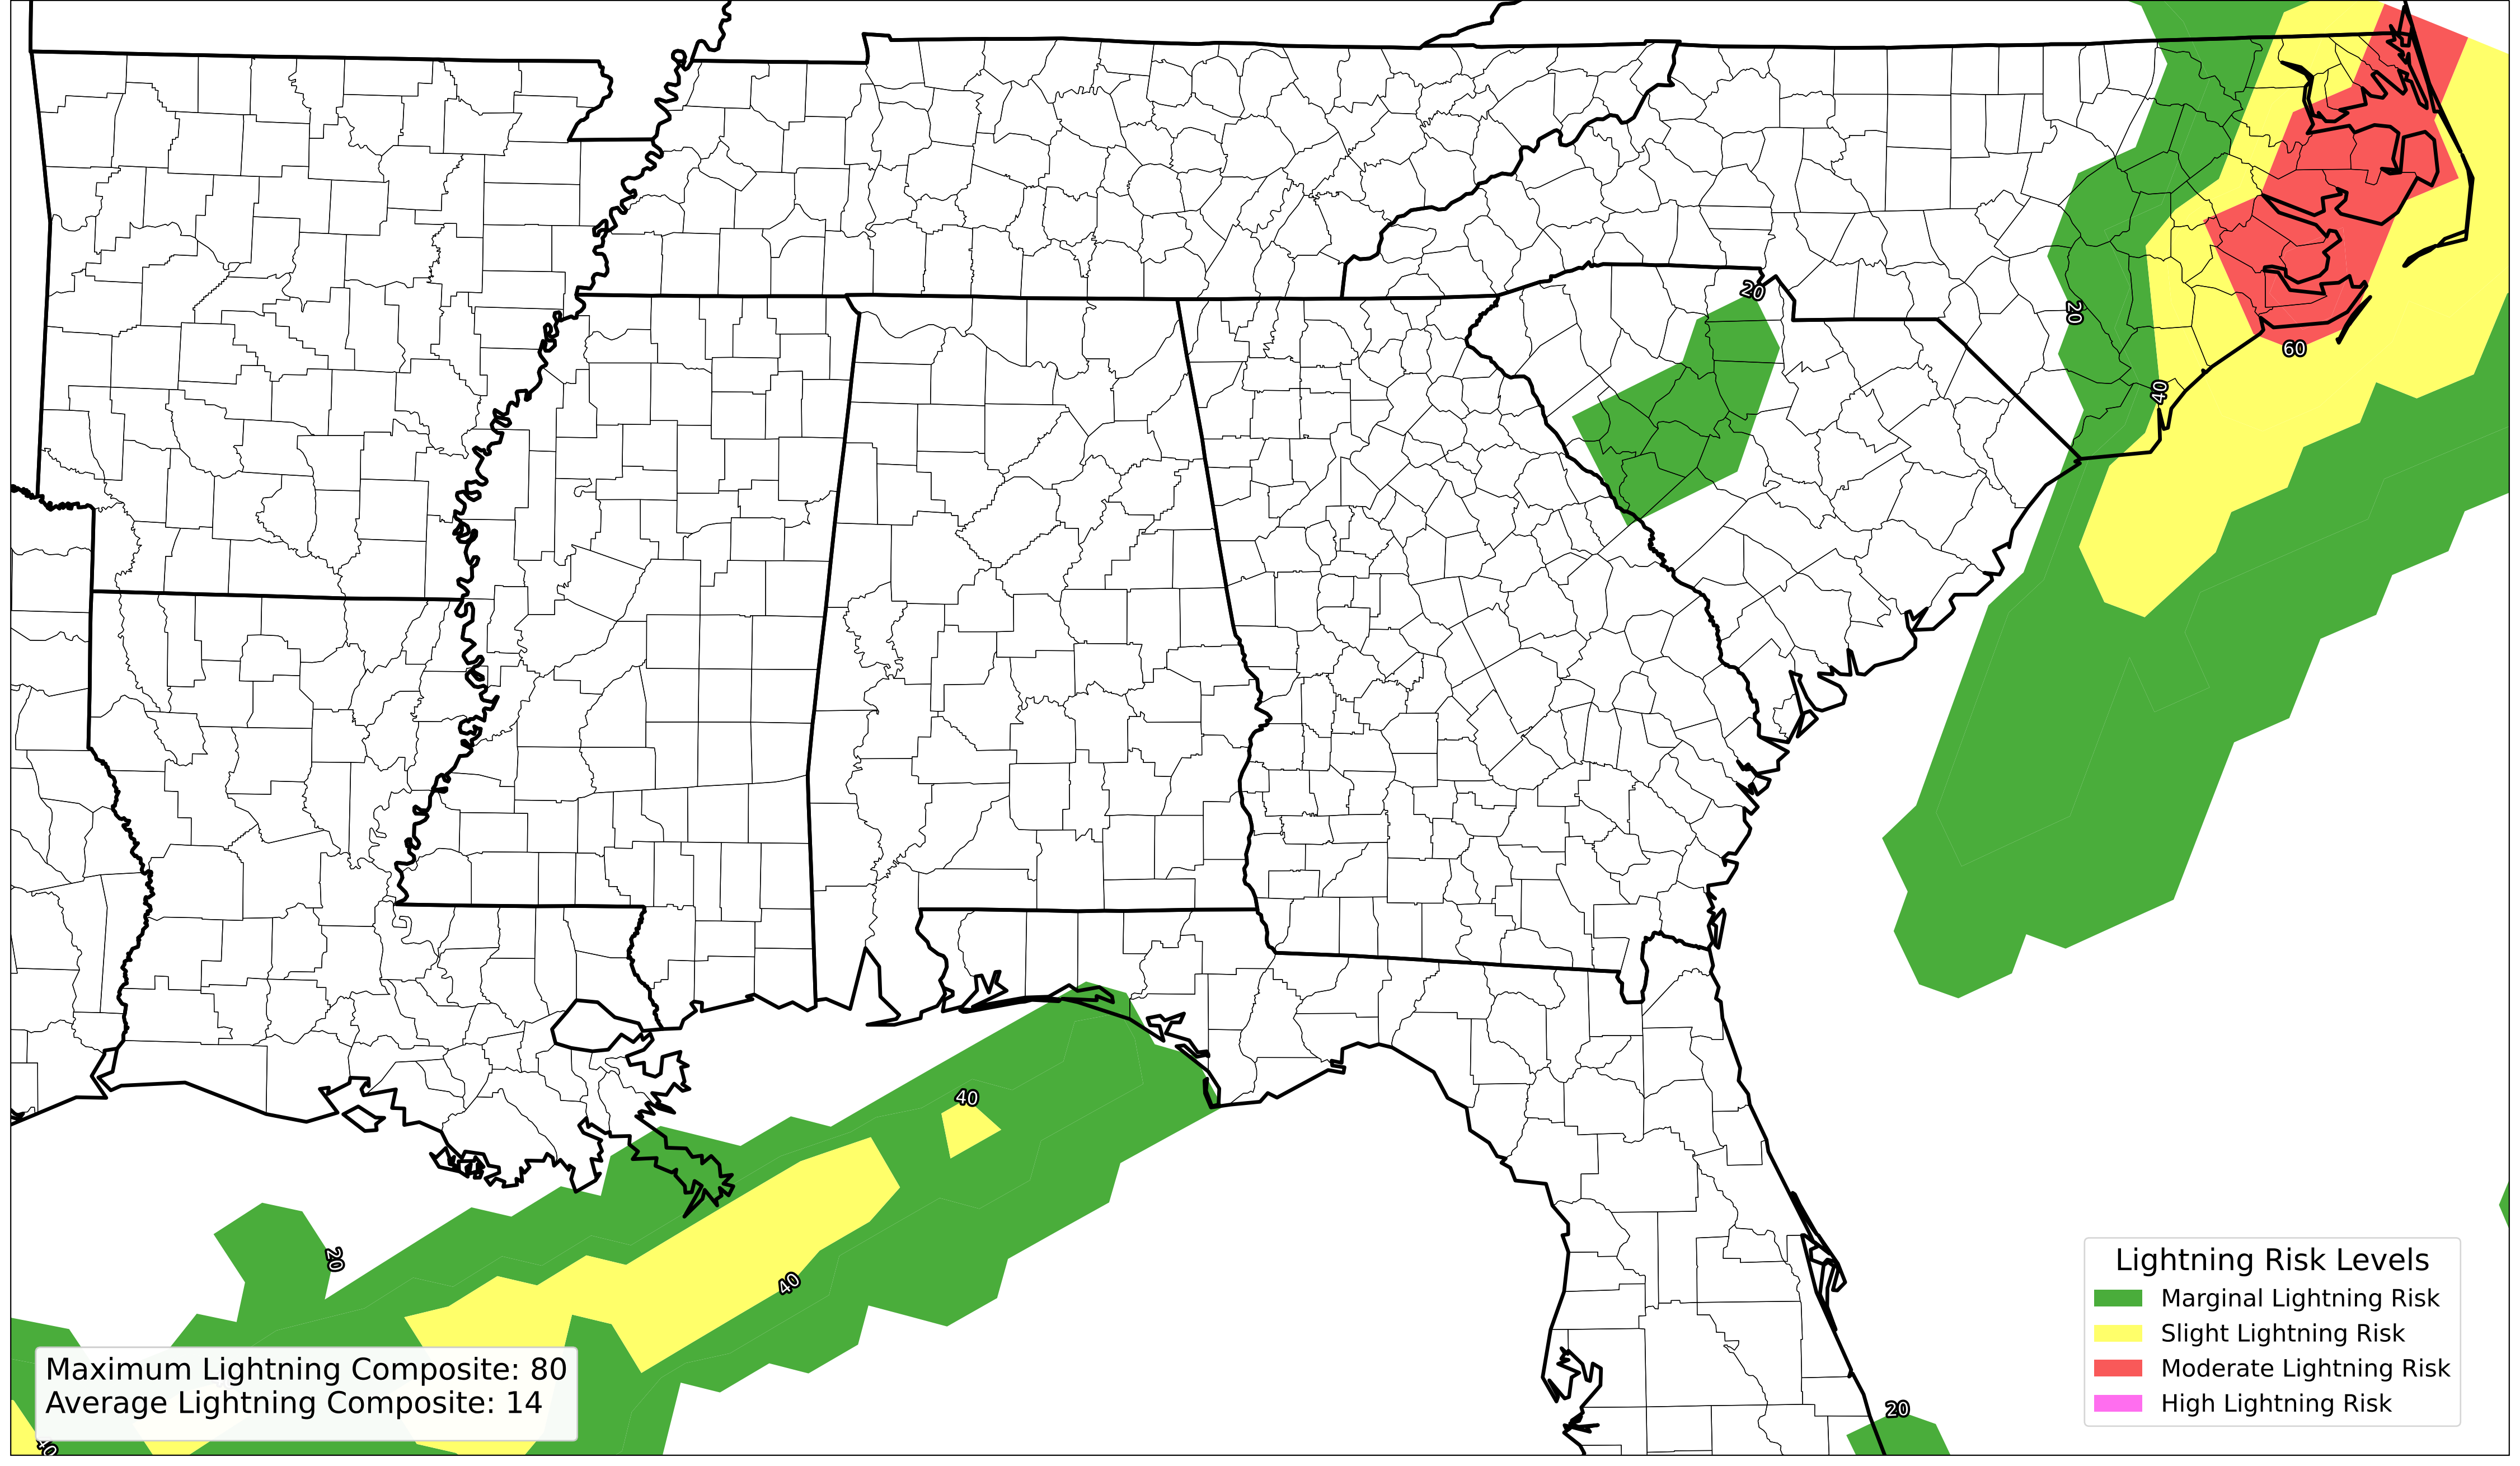 20
20
60
40
40
20
40
Lightning Risk Levels
Marginal Lightning Risk
Slight Lightning Risk
Moderate Lightning Risk
High Lightning Risk
Maximum Lightning Composite: 80
Average Lightning Composite: 14
20
40